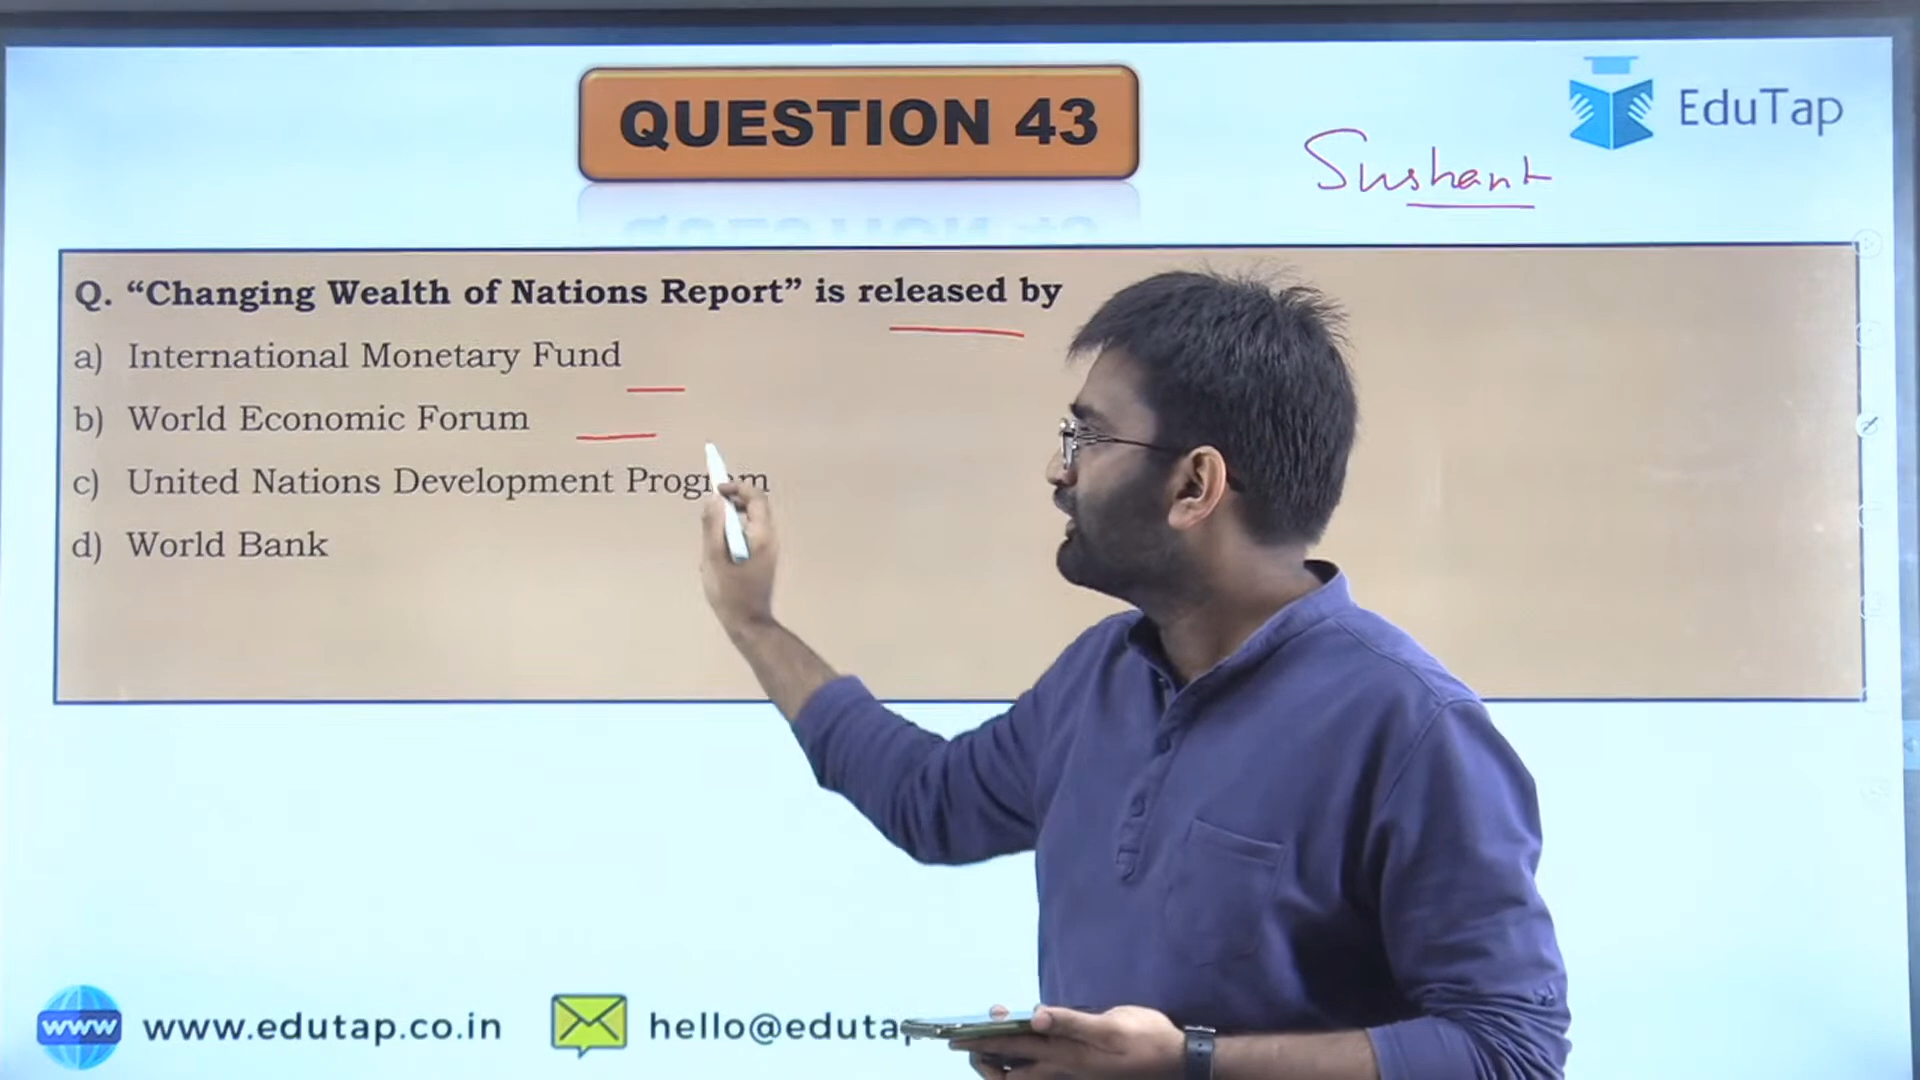 QUESTION 43
EduTap
Sushant
Q. “Changing Wealth of Nations Report” is released by
a) International Monetary Fund
b) World Economic Forum
c) United Nations Development Program
d) World Bank
www www.edutap.co.in
hello@eduta